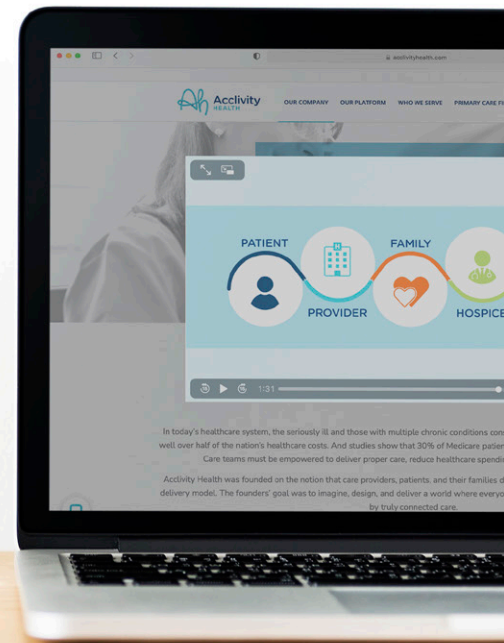 acclivityhealth.com
Acclivity
HEALTH
OUR COMPANY OUR PLATFORM WHO WE SERVE PRIMARY CARE
PATIENT
FAMILY
PROVIDER
HOSPICE
1:31
In today's healthcare system, the seriously ill and those with multiple chronic conditions
well over half of the nation's healthcare costs. And studies show that 30% of Medicare
Care teams must be empowered to deliver proper care, reduce healthcare
Acclivity Health was founded on the notion that care providers, patients, and their families
delivery model. The founders' goal was to imagine, design, and deliver a world where
by truly connected care.